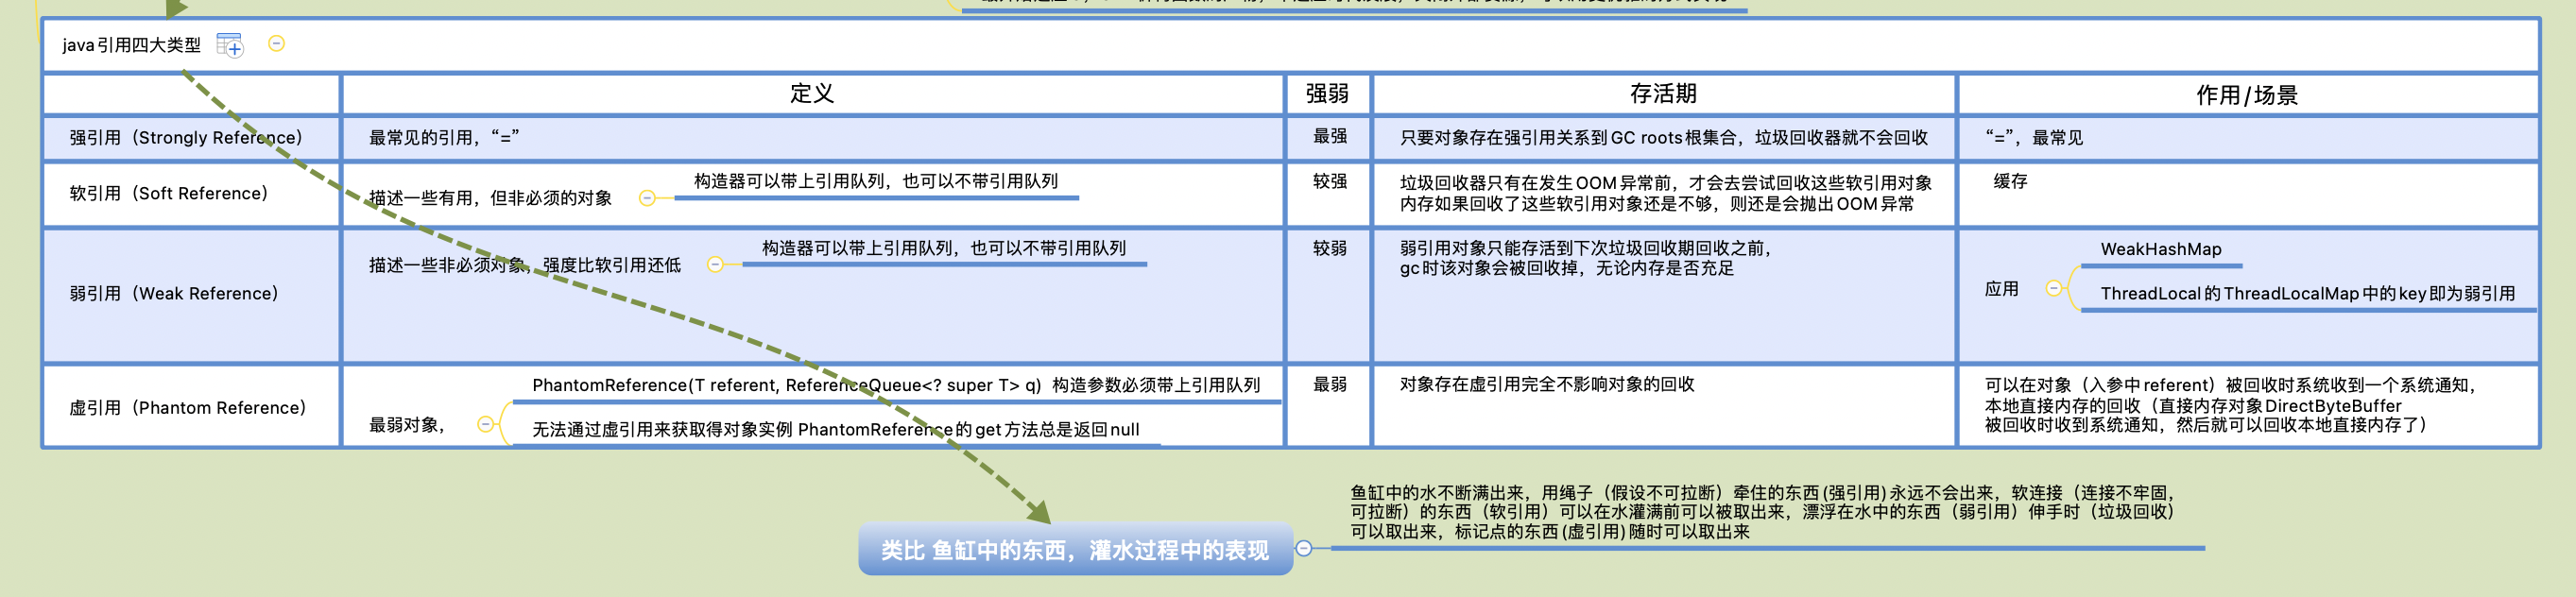 java引用四大类型
定义
强弱
存活期
作用/场景
强引用（Strongly Reference）
最常见的引用，“=”
最强
只要对象存在强引用关系到GC roots根集合，垃圾回收器就不会回收
“=”，最常见
软引用（Soft Reference）
描述一些有用，但非必须的对象
构造器可以带上引用队列，也可以不带引用队列
较强
垃圾回收器只有在发生OOM异常前，才会去尝试回收这些软引用对象
内存如果回收了这些软引用对象还是不够，则还是会抛出OOM异常
缓存
弱引用（Weak Reference）
描述一些非必须对象，强度比软引用还低
构造器可以带上引用队列，也可以不带引用队列
较弱
弱引用对象只能存活到下次垃圾回收期回收之前，
gc时该对象会被回收掉，无论内存是否充足
应用
WeakHashMap
ThreadLocal的ThreadLocalMap中的key即为弱引用
虚引用（Phantom Reference）
最弱对象，
PhantomReference(T referent, ReferenceQueue<? super T> q) 构造参数必须带上引用队列
无法通过虚引用来获取得对象实例 PhantomReference的get方法总是返回null
最弱
对象存在虚引用完全不影响对象的回收
可以在对象（入参中referent）被回收时系统收到一个系统通知，
本地直接内存的回收（直接内存对象DirectByteBuffer
被回收时收到系统通知，然后就可以回收本地直接内存了）
类比 鱼缸中的东西，灌水过程中的表现
鱼缸中的水不断满出来，用绳子（假设不可拉断）牵住的东西(强引用)永远不会出来，软连接（连接不牢固，
可拉断）的东西（软引用）可以在水灌满前可以被取出来，漂浮在水中的东西（弱引用）伸手时（垃圾回收）
可以取出来，标记点的东西(虚引用)随时可以取出来